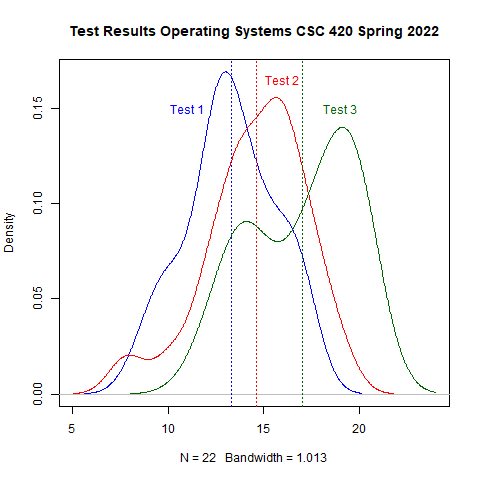 Test Results Operating Systems CSC 420 Spring 2022
Test 1
Test 2
Test 3
Density
0.15
0.10
0.05
0.00
5
10
15
20
N = 22 Bandwidth = 1.013